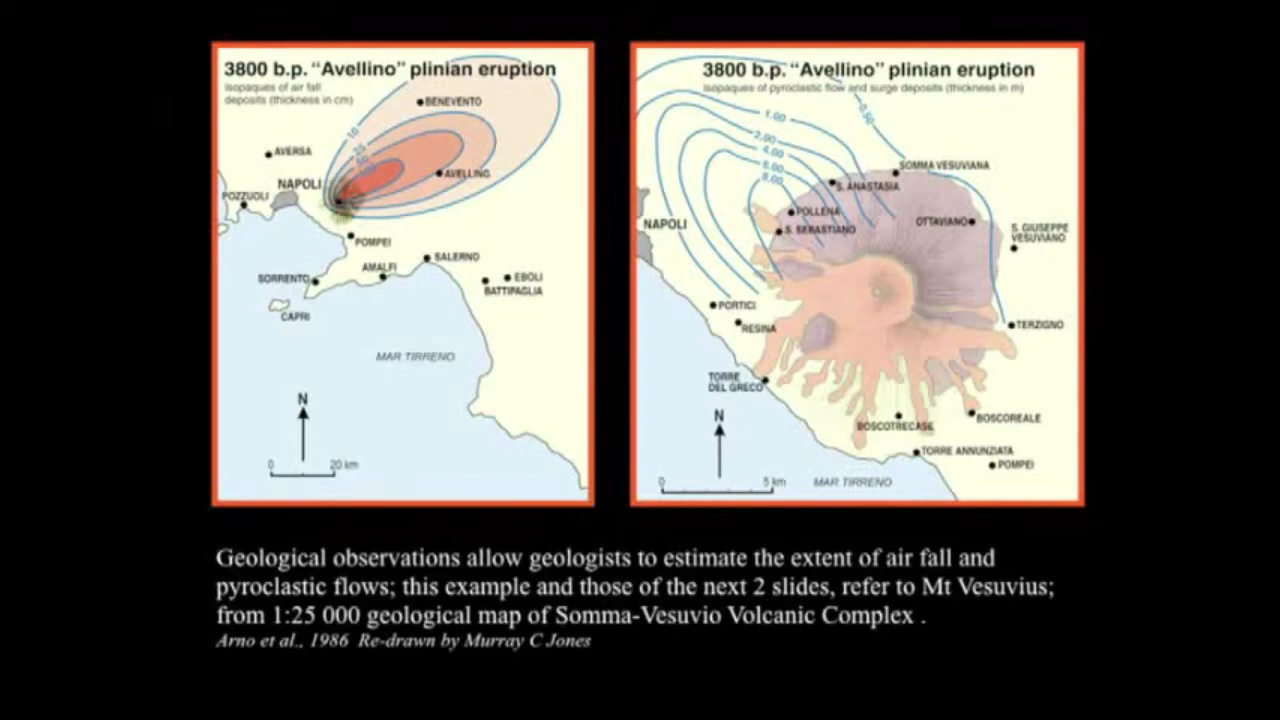 3800 b.p. “Avellino” plinian eruption
Isopaques of air fall
deposits (thickness in cm)
10
25
50
BENEVENTO
AVERSA
AVELLINO
NAPOLI
POZZUOLI
POMPEI
SALERNO
AMALFI
SORRENTO
EBOLI
BATTIPAGLIA
CAPRI
MAR TIRRENO
N
0 20 km
3800 b.p. “Avellino” plinian eruption
Isopaques of pyroclastic flow and surge deposits (thickness in m)
0.50
1.00
2.00
4.00
6.00
8.00
SOMMA VESUVIANA
S. ANASTASIA
POLLENA
S. SEBASTIANO
OTTAVIANO
NAPOLI
S. GIUSEPPE
VESUVIANO
PORTICI
RESINA
TERZIGNO
TORRE
DEL GRECO
N
BOSCOTRECASE
BOSCOREALE
TORRE ANNUNZIATA
POMPEI
MAR TIRRENO
0 5 km
Geological observations allow geologists to estimate the extent of air fall and
pyroclastic flows; this example and those of the next 2 slides, refer to Mt Vesuvius;
from 1:25 000 geological map of Somma-Vesuvio Volcanic Complex .
Arno et al., 1986 Re-drawn by Murray C Jones